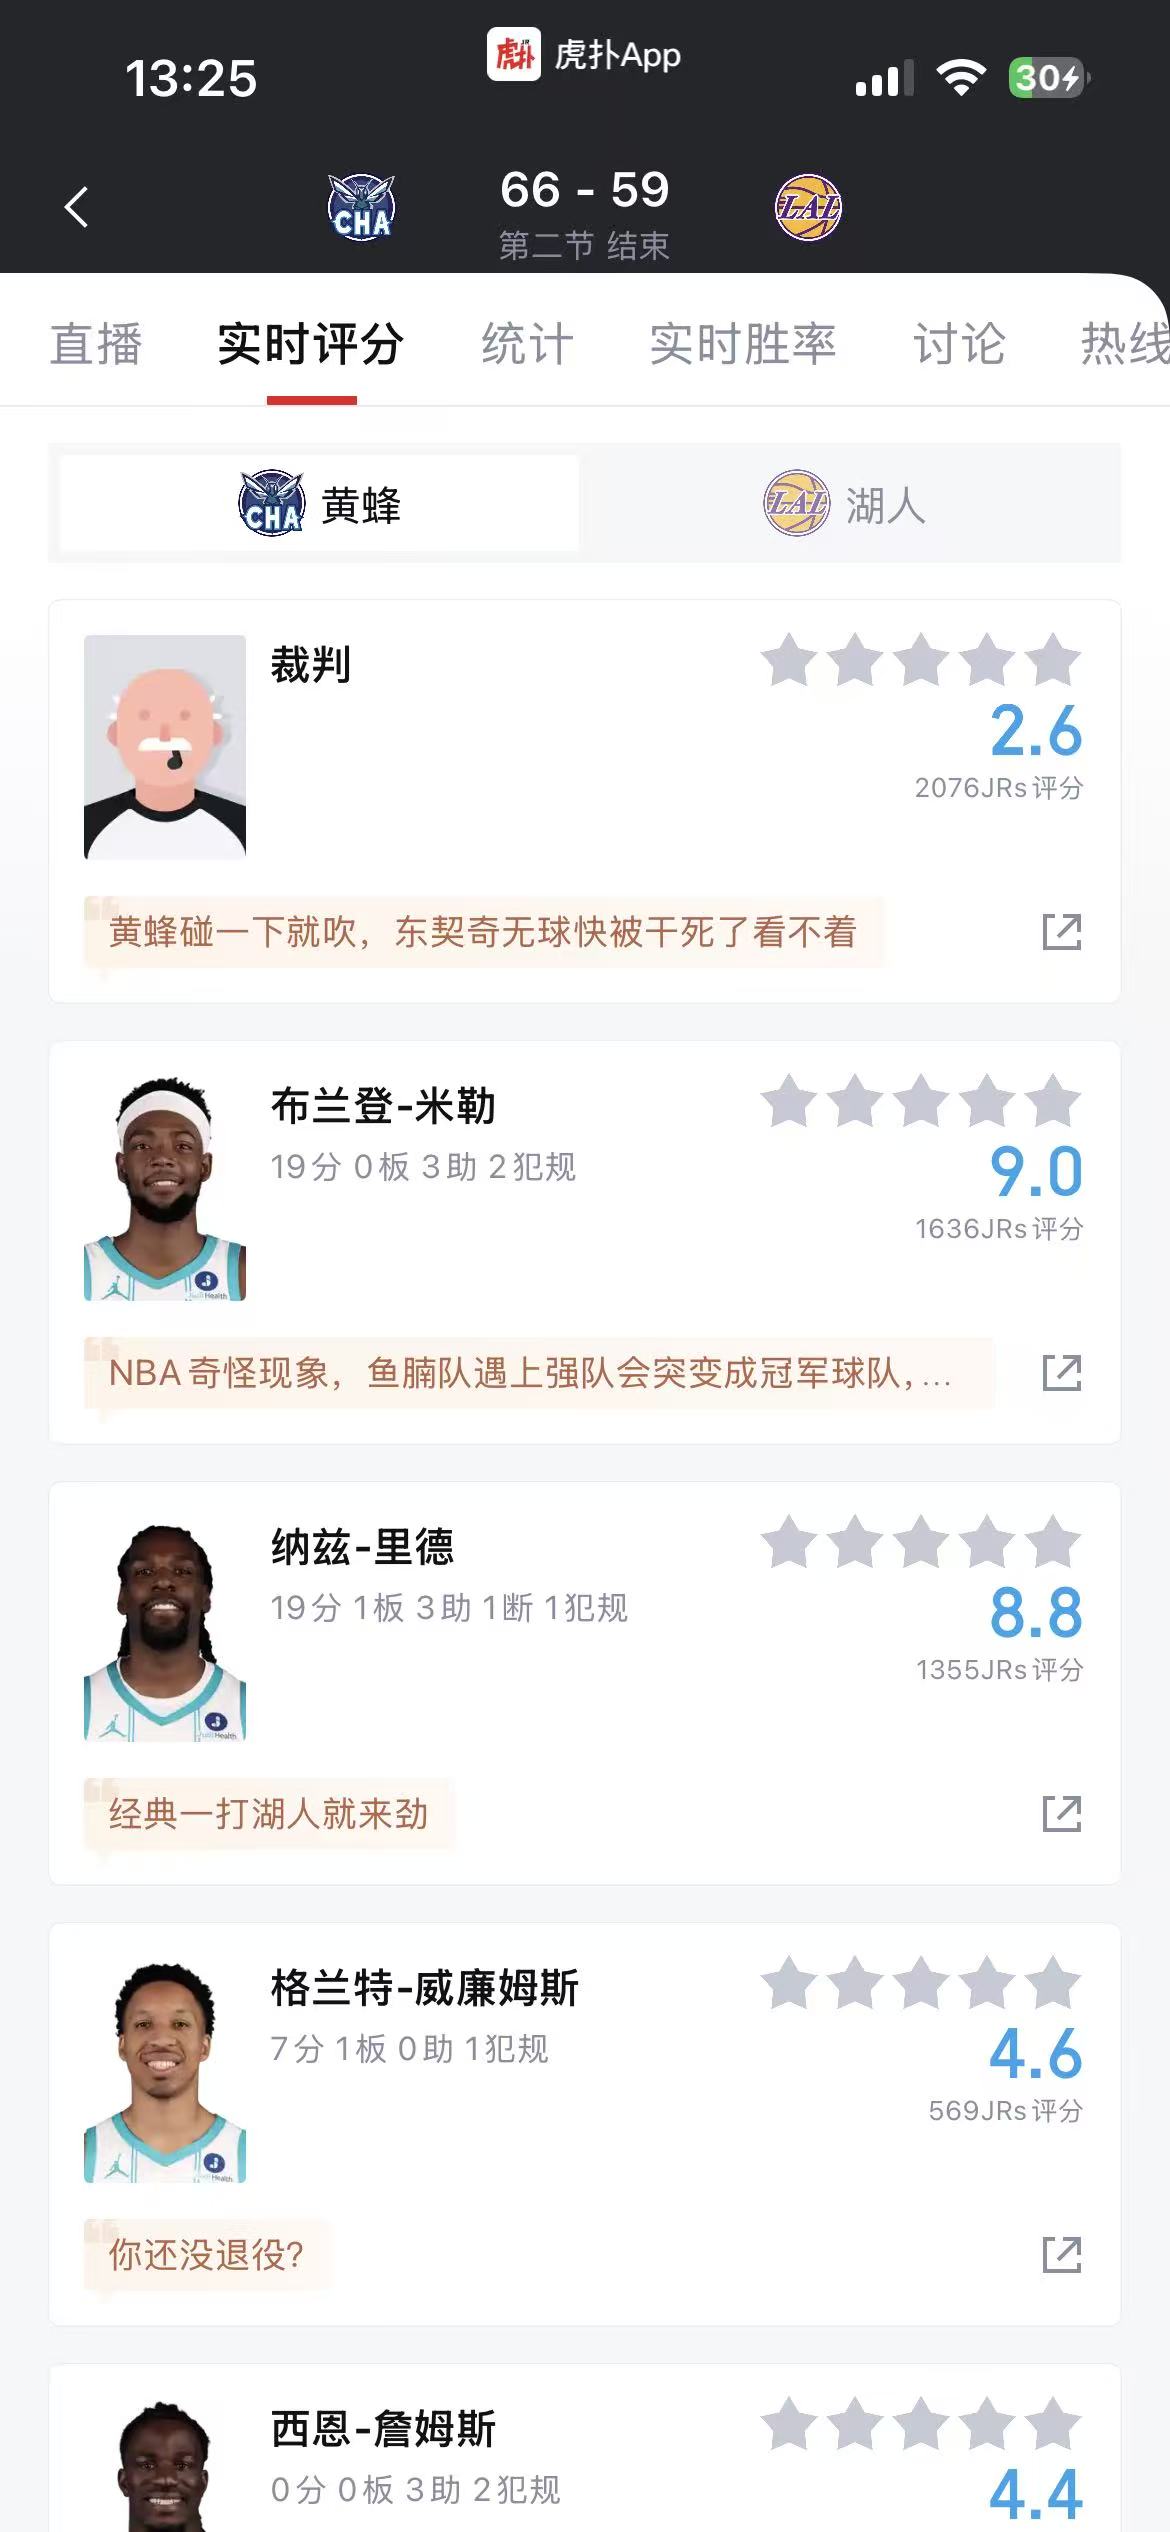 13:25
虎扑
虎扑App
30
CHA
66 - 59
LAL
第二节 结束
直播 实时评分 统计 实时胜率 讨论 热线
CHA 黄蜂
LAL 湖人
裁判
2.6
2076JRs评分
黄蜂碰一下就吹，东契奇无球快被干死了看不着
布兰登-米勒
19分 0板 3助 2犯规
9.0
1636JRs评分
NBA奇怪现象，鱼腩队遇上强队会突变成冠军球队，...
纳兹-里德
19分 1板 3助 1断 1犯规
8.8
1355JRs评分
经典一打湖人就来劲
格兰特-威廉姆斯
7分 1板 0助 1犯规
4.6
569JRs评分
你还没退役?
西恩-詹姆斯
0分 0板 3助 2犯规
4.4